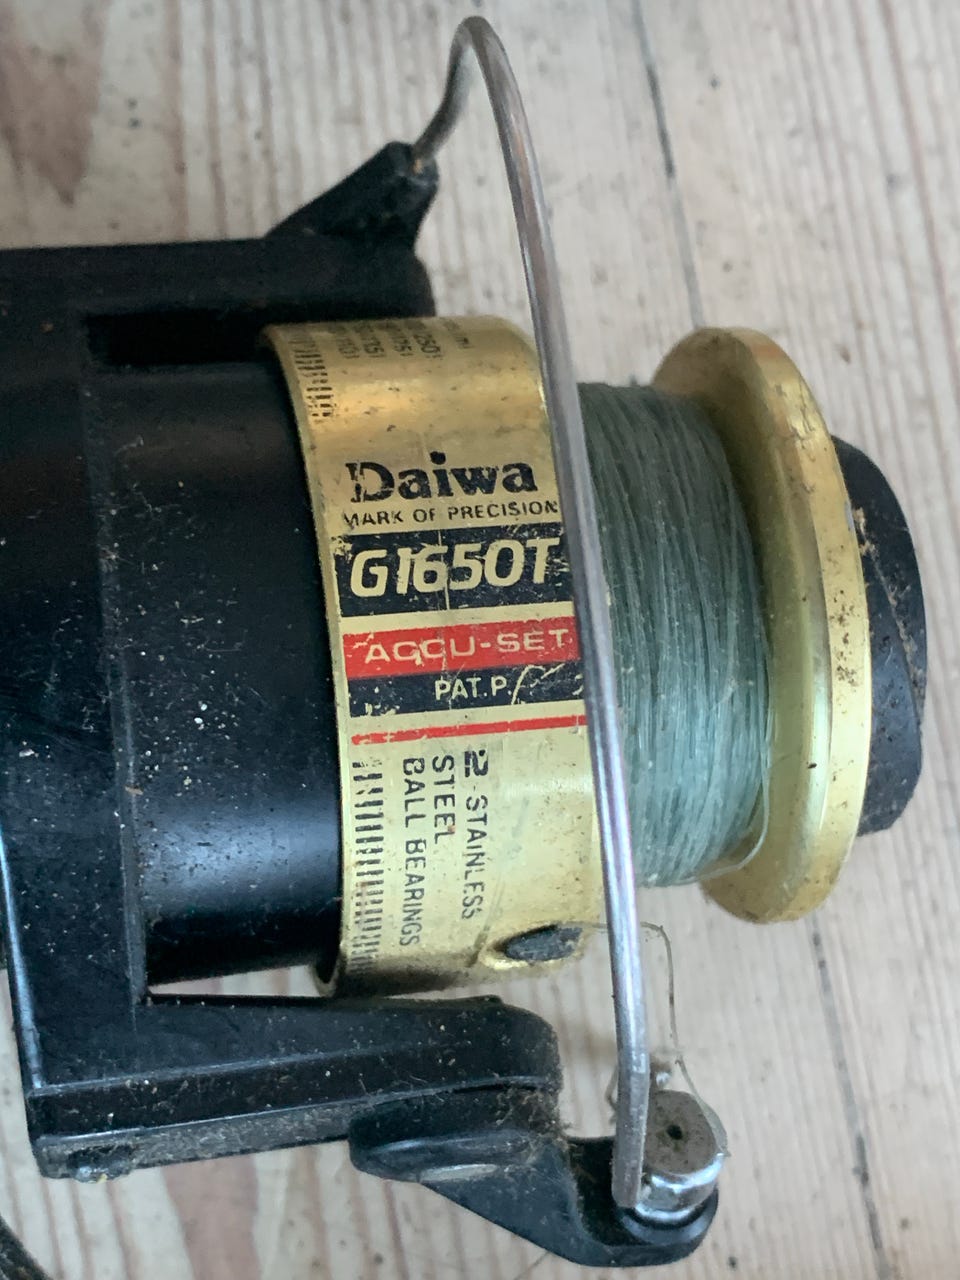 Daiwa
MARK OF PRECISION
G1650T
ACCU-SET
PAT. P.
2 STAINLESS
STEEL
BALL BEARINGS